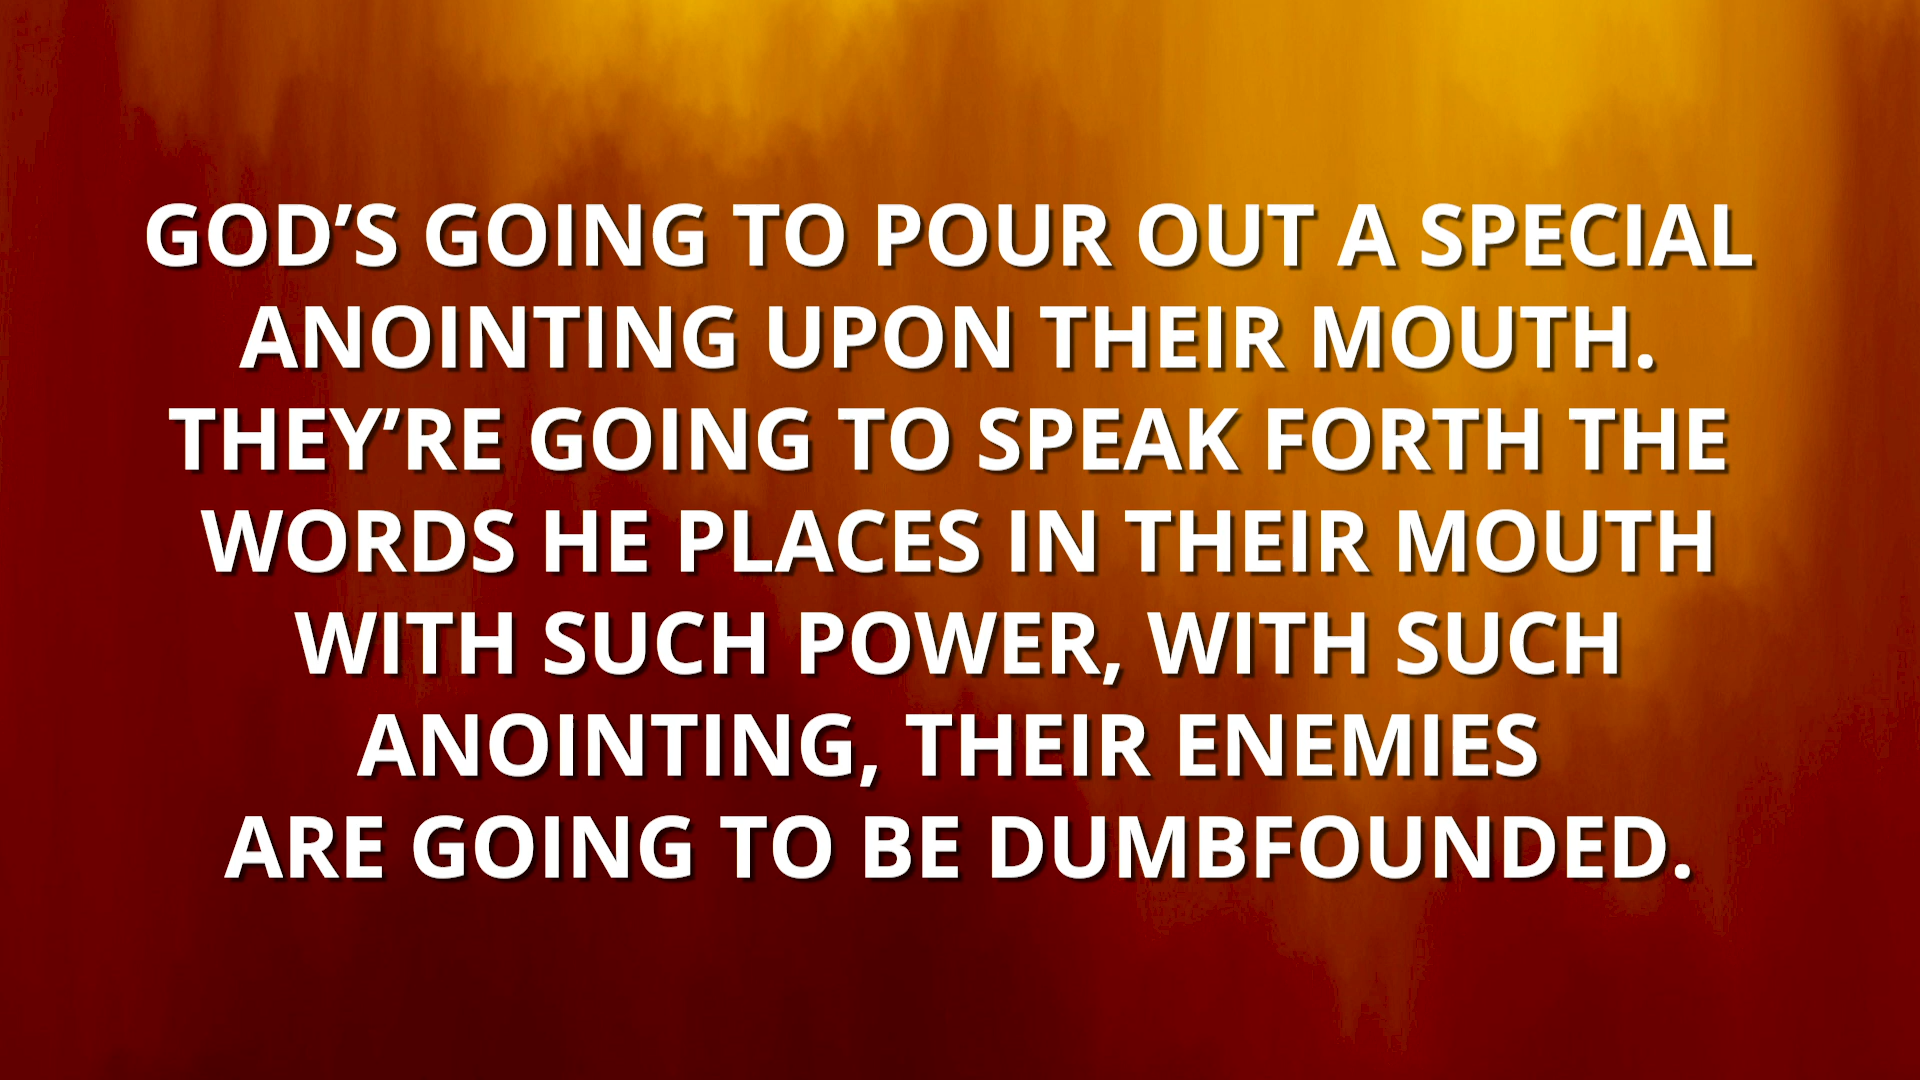 GOD’S GOING TO POUR OUT A SPECIAL
ANOINTING UPON THEIR MOUTH.
THEY’RE GOING TO SPEAK FORTH THE
WORDS HE PLACES IN THEIR MOUTH
WITH SUCH POWER, WITH SUCH
ANOINTING, THEIR ENEMIES
ARE GOING TO BE DUMBFOUNDED.